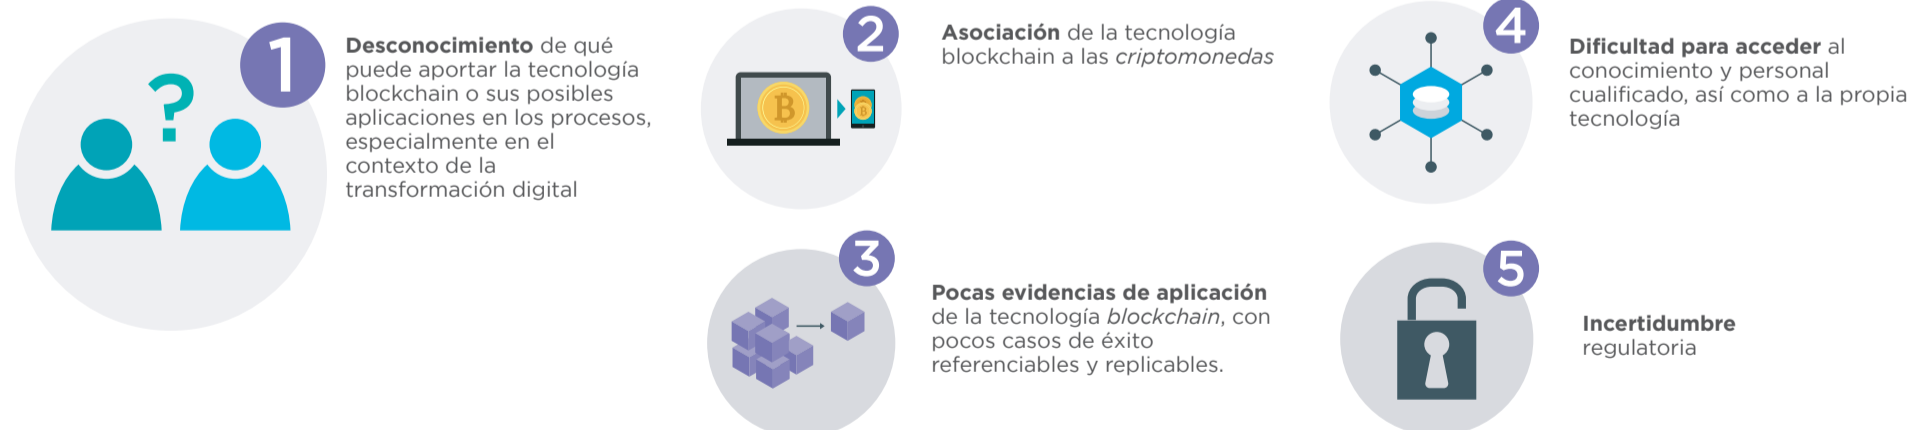 1
Desconocimiento de qué
puede aportar la tecnología
blockchain o sus posibles
aplicaciones en los procesos,
especialmente en el
contexto de la
transformación digital
2
Asociación de la tecnología
blockchain a las criptomonedas
3
Pocas evidencias de aplicación
de la tecnología blockchain, con
pocos casos de éxito
referenciables y replicables.
4
Dificultad para acceder al
conocimiento y personal
cualificado, así como a la propia
tecnología
5
Incertidumbre
regulatoria